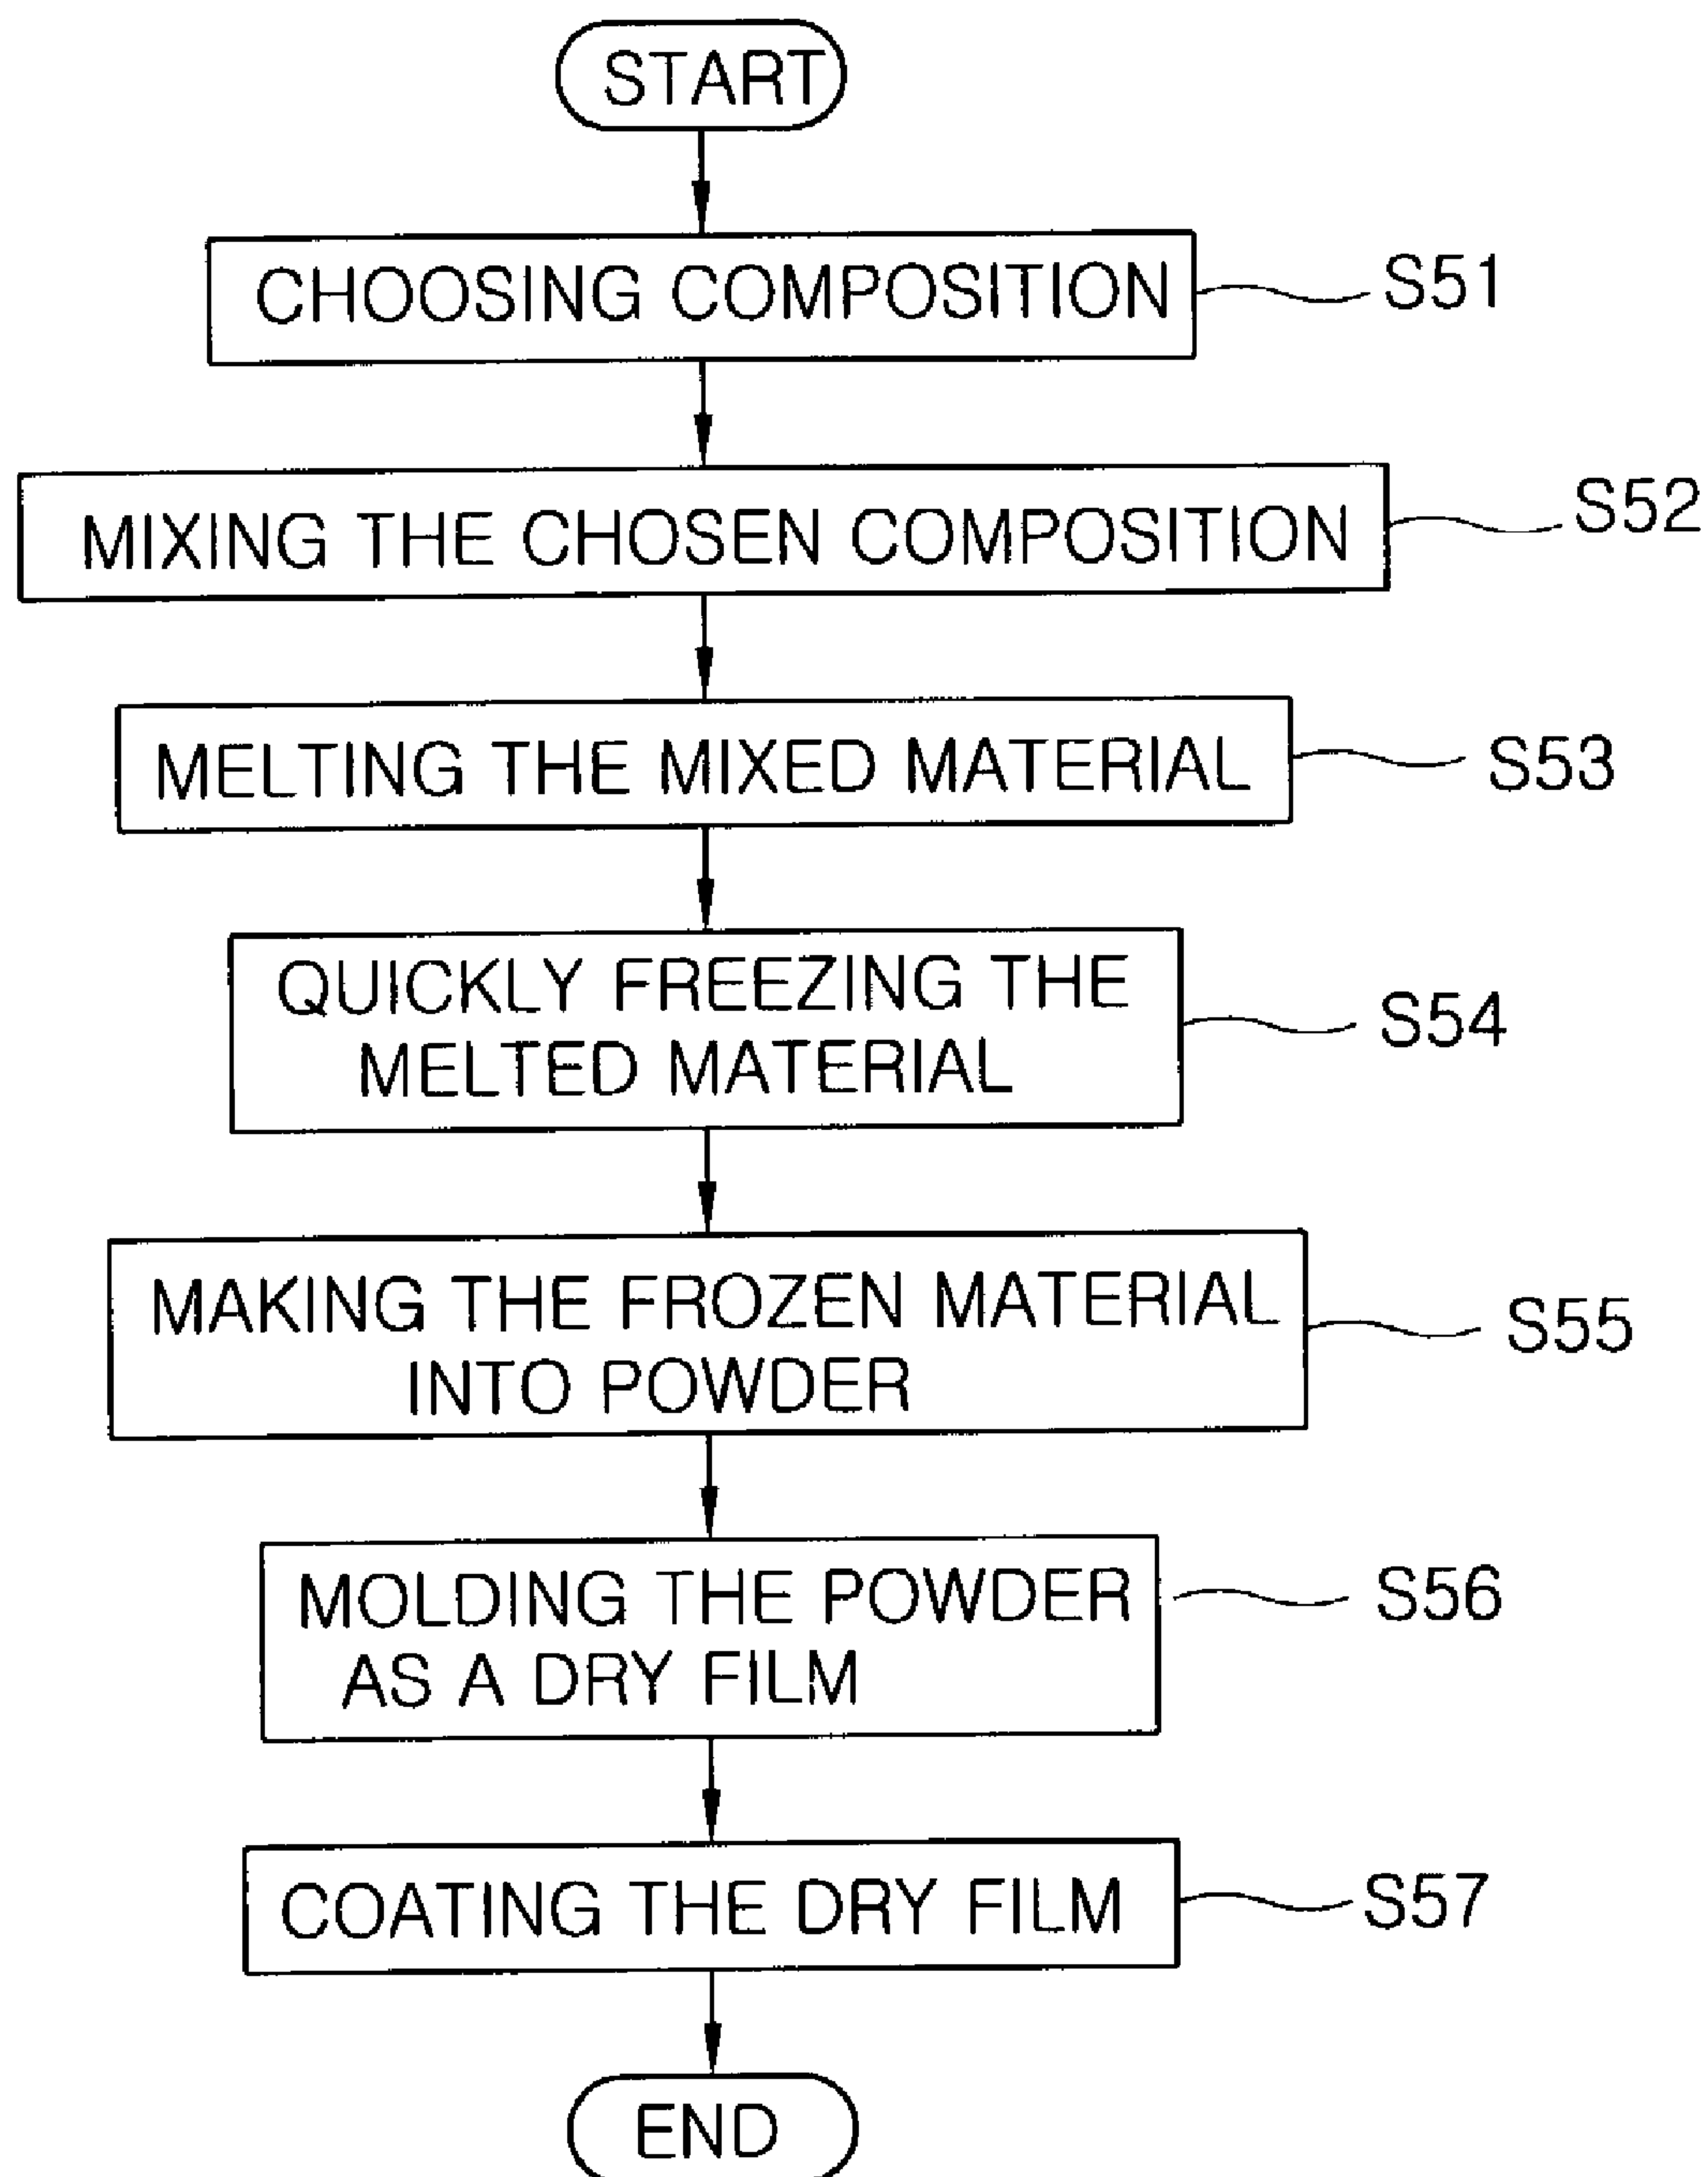 START
CHOOSING COMPOSITION
S51
MIXING THE CHOSEN COMPOSITION
S52
MELTING THE MIXED MATERIAL
S53
QUICKLY FREEZING THE
MELTED MATERIAL
S54
MAKING THE FROZEN MATERIAL
INTO POWDER
S55
MOLDING THE POWDER
AS A DRY FILM
S56
COATING THE DRY FILM
S57
END